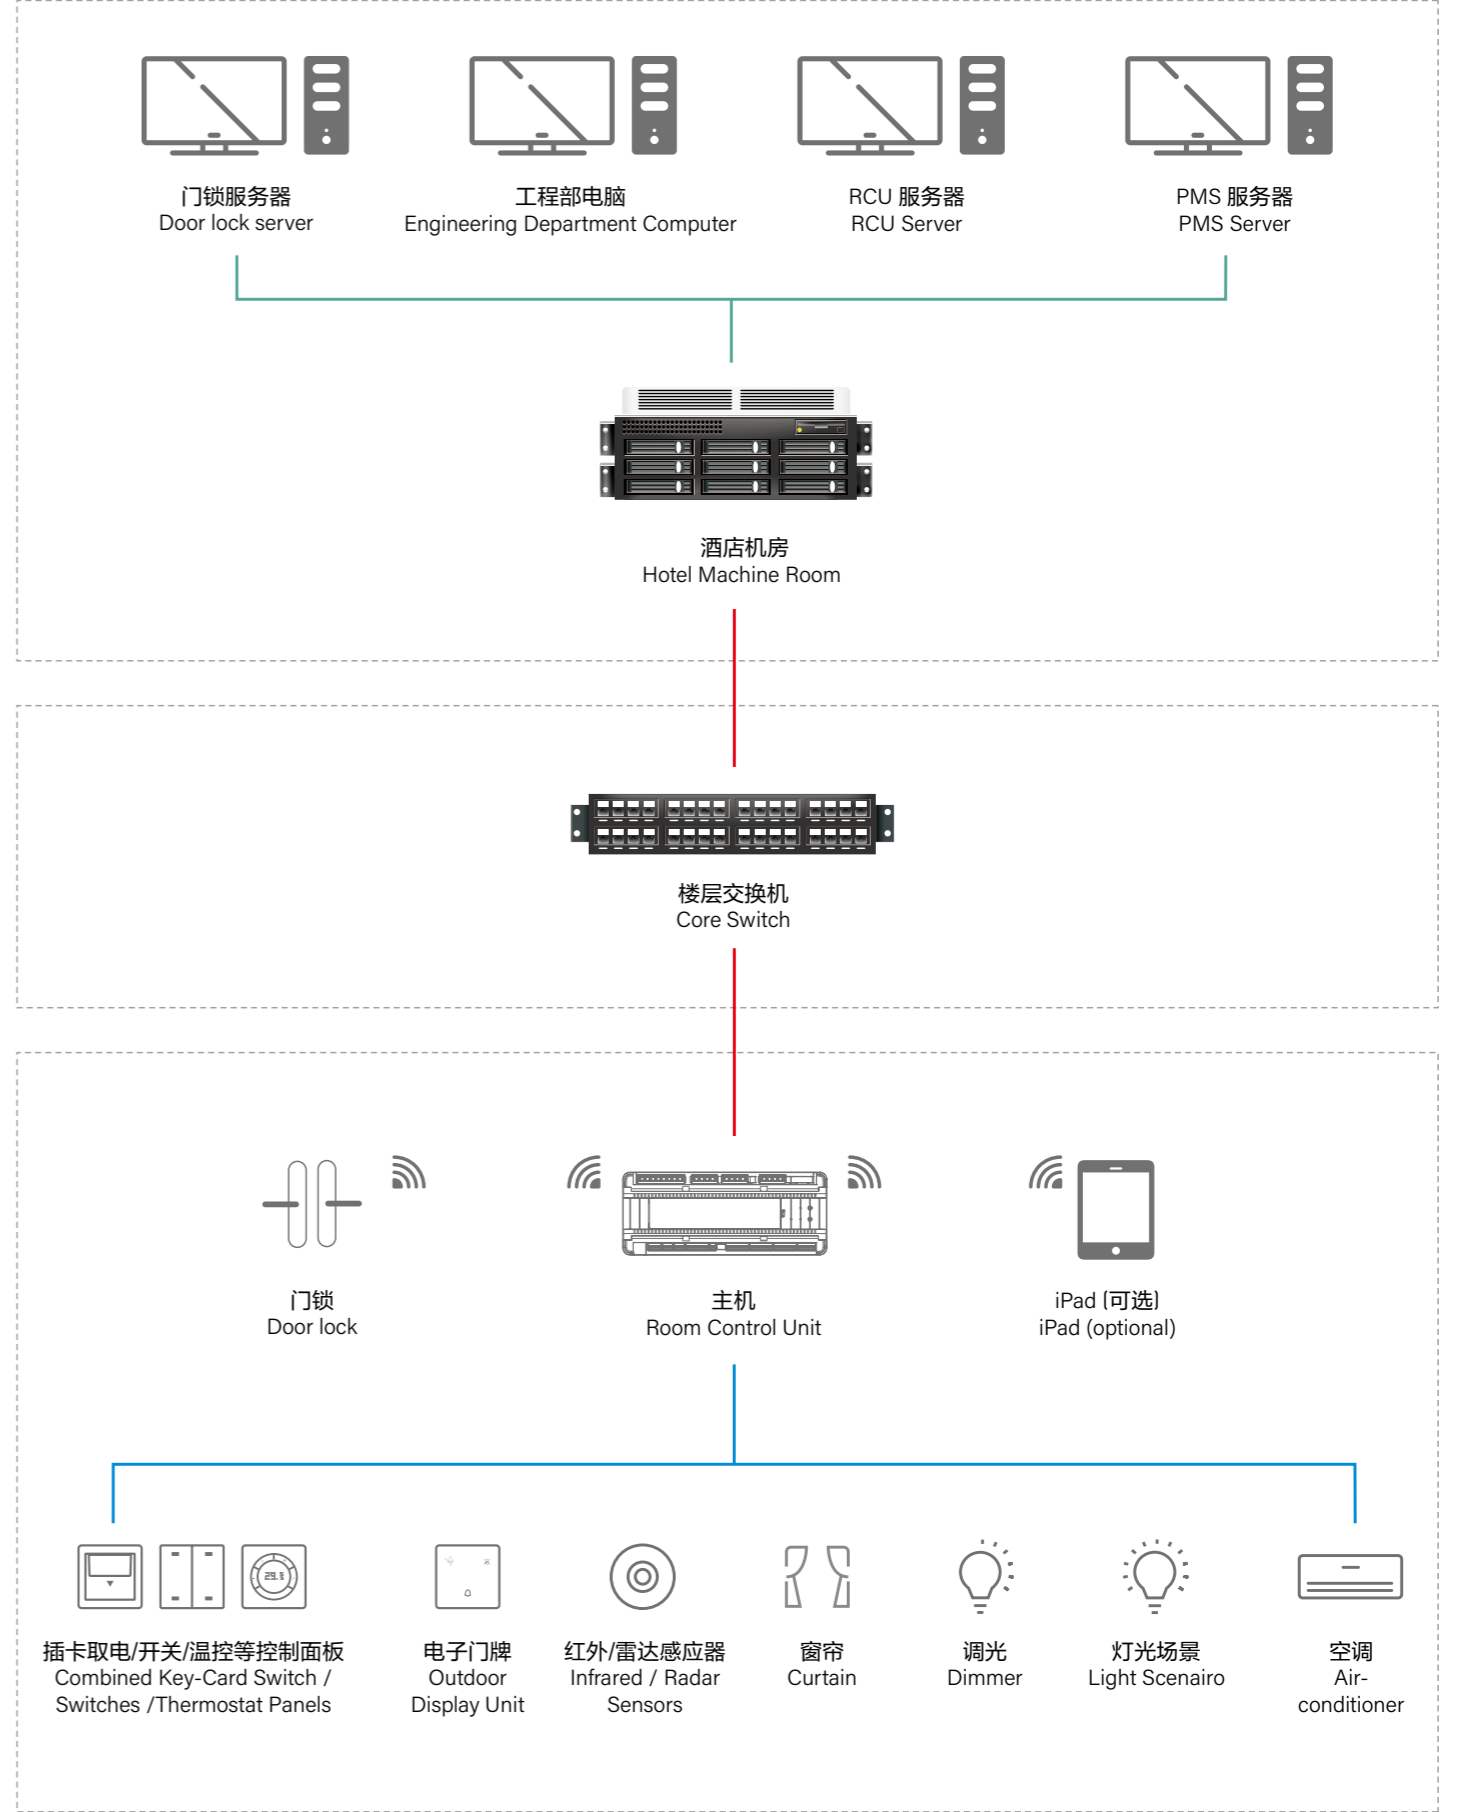 门锁服务器
Door lock server
工程部电脑
Engineering Department Computer
RCU 服务器
RCU Server
PMS 服务器
PMS Server
酒店机房
Hotel Machine Room
楼层交换机
Core Switch
门锁
Door lock
主机
Room Control Unit
iPad (可选)
iPad (optional)
插卡取电/开关/温控等控制面板
Combined Key-Card Switch /
Switches /Thermostat Panels
电子门牌
Outdoor
Display Unit
红外/雷达感应器
Infrared / Radar
Sensors
窗帘
Curtain
调光
Dimmer
灯光场景
Light Scenairo
空调
Air-
conditioner